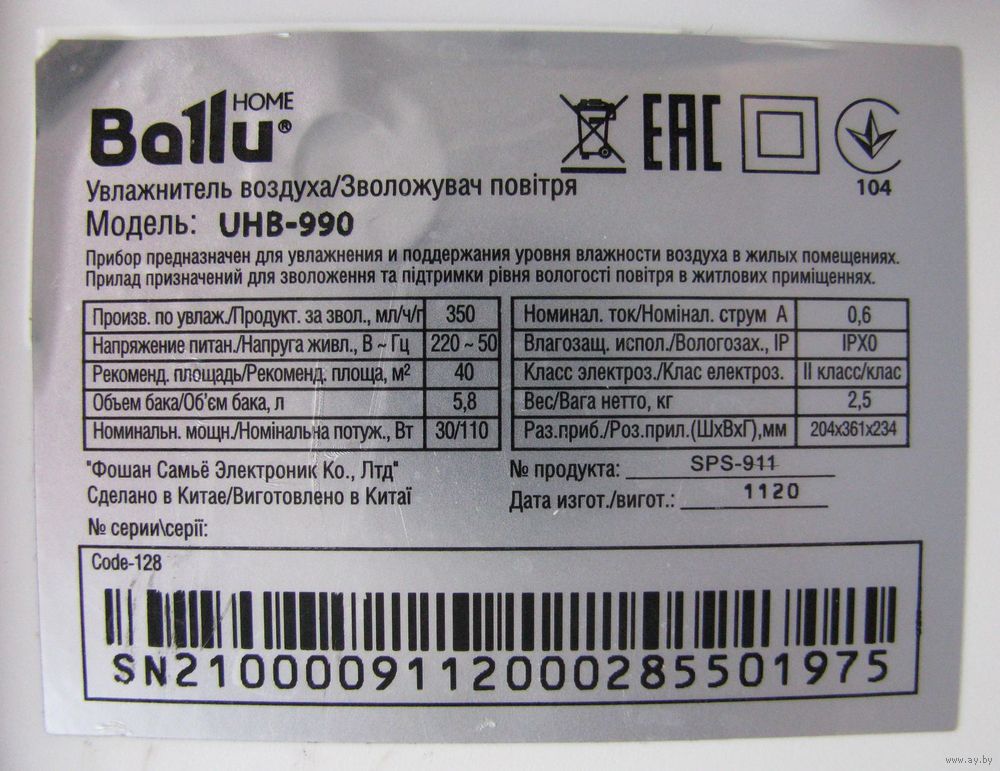 Ballu® HOME
EAC
104
Увлажнитель воздуха/Зволожувач повітря
Модель: UHB-990
Прибор предназначен для увлажнения и поддержания уровня влажности воздуха в жилых помещениях.
Прилад призначений для зволоження та підтримки рівня вологості повітря в житлових приміщеннях.
Произв. по увлаж./Продукт. за звол., мл/ч/г 350
Напряжение питан./Напруга живл., В ~ Гц 220 ~ 50
Рекоменд. площадь/Рекоменд. площа, м² 40
Объем бака/Об'єм бака, л 5,8
Номинальн. мощн./Номінальна потуж., Вт 30/110
Номинал. ток/Номінал. струм А 0,6
Влагозащ. испол./Вологозах., IP IPX0
Класс электроз./Клас електроз. II класс/клас
Вес/Вага нетто, кг 2,5
Раз.приб./Роз.прил.(ШхВхГ),мм 204х361х234
"Фошан Самьё Электроник Ко., Лтд"
Сделано в Китае/Виготовлено в Китаї
№ продукта: SPS-911
Дата изгот./вигот.: 1120
№ серии\серії:
Code-128
SN2100009112000285501975
www.ay.by